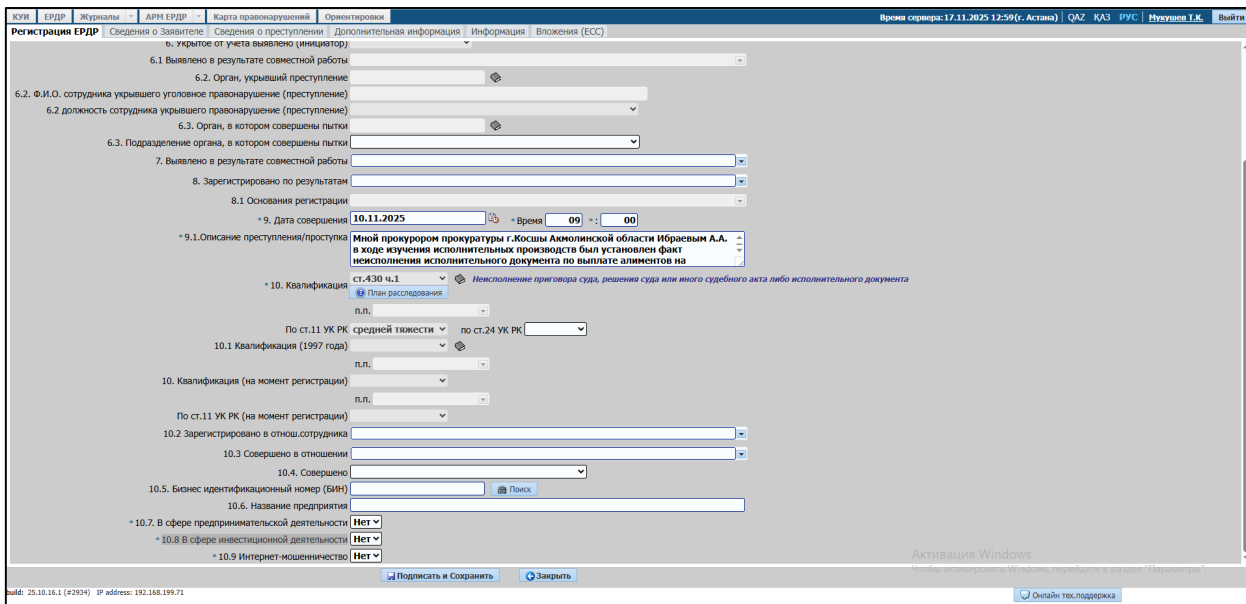 КУИ ЕРДР Журналы АРМ ЕРДР Карта правонарушений Ориентировки Время сервера:17.11.2025 12:59(г. Астана) QAZ ҚАЗ РУС Мукушев Т.К. Выйти
Регистрация ЕРДР Сведения о Заявителе Сведения о преступлении Дополнительная информация Информация Вложения (ECC)
6. Укрытое от учета выявлено (инициатор)
6.1 Выявлено в результате совместной работы
6.2. Орган, укрывший преступление
6.2. Ф.И.О. сотрудника укрывшего уголовное правонарушение (преступление)
6.2 должность сотрудника укрывшего правонарушение (преступление)
6.3. Орган, в котором совершены пытки
6.3. Подразделение органа, в котором совершены пытки
7. Выявлено в результате совместной работы
8. Зарегистрировано по результатам
8.1 Основания регистрации
* 9. Дата совершения 10.11.2025 * Время 09 * : 00
* 9.1.Описание преступления/проступка Мной прокурором прокуратуры г.Косшы Акмолинской области Ибраевым А.А.
в ходе изучения исполнительных производств был установлен факт
неисполнения исполнительного документа по выплате алиментов на
* 10. Квалификация ст.430 ч.1 Неисполнение приговора суда, решения суда или иного судебного акта либо исполнительного документа
План расследования
п.п.
По ст.11 УК РК средней тяжести по ст.24 УК РК
10.1 Квалификация (1997 года)
п.п.
10. Квалификация (на момент регистрации)
п.п.
По ст.11 УК РК (на момент регистрации)
10.2 Зарегистрировано в отнош.сотрудника
10.3 Совершено в отношении
10.4. Совершено
10.5. Бизнес идентификационный номер (БИН) Поиск
10.6. Название предприятия
* 10.7. В сфере предпринимательской деятельности Нет
* 10.8 В сфере инвестиционной деятельности Нет
* 10.9 Интернет-мошенничество Нет
Активация Windows
Чтобы активировать Windows, перейдите в раздел "Параметры".
Подписать и Сохранить Закрыть
build: 25.10.16.1 (#2934) IP address: 192.168.199.71
Онлайн тех.поддержка